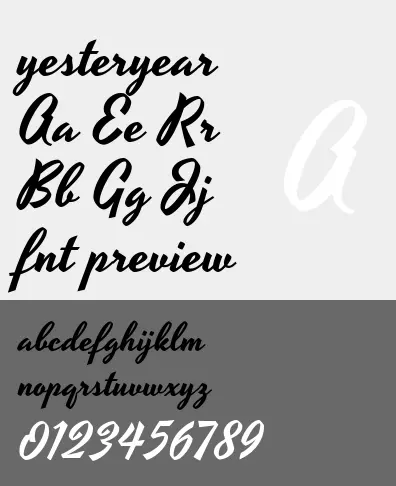 yesteryear
Aa Ee Rr
A
Bb Gg Jj
fnt preview
abcdefghijklm
nopqrstuvwxyz
0123456789